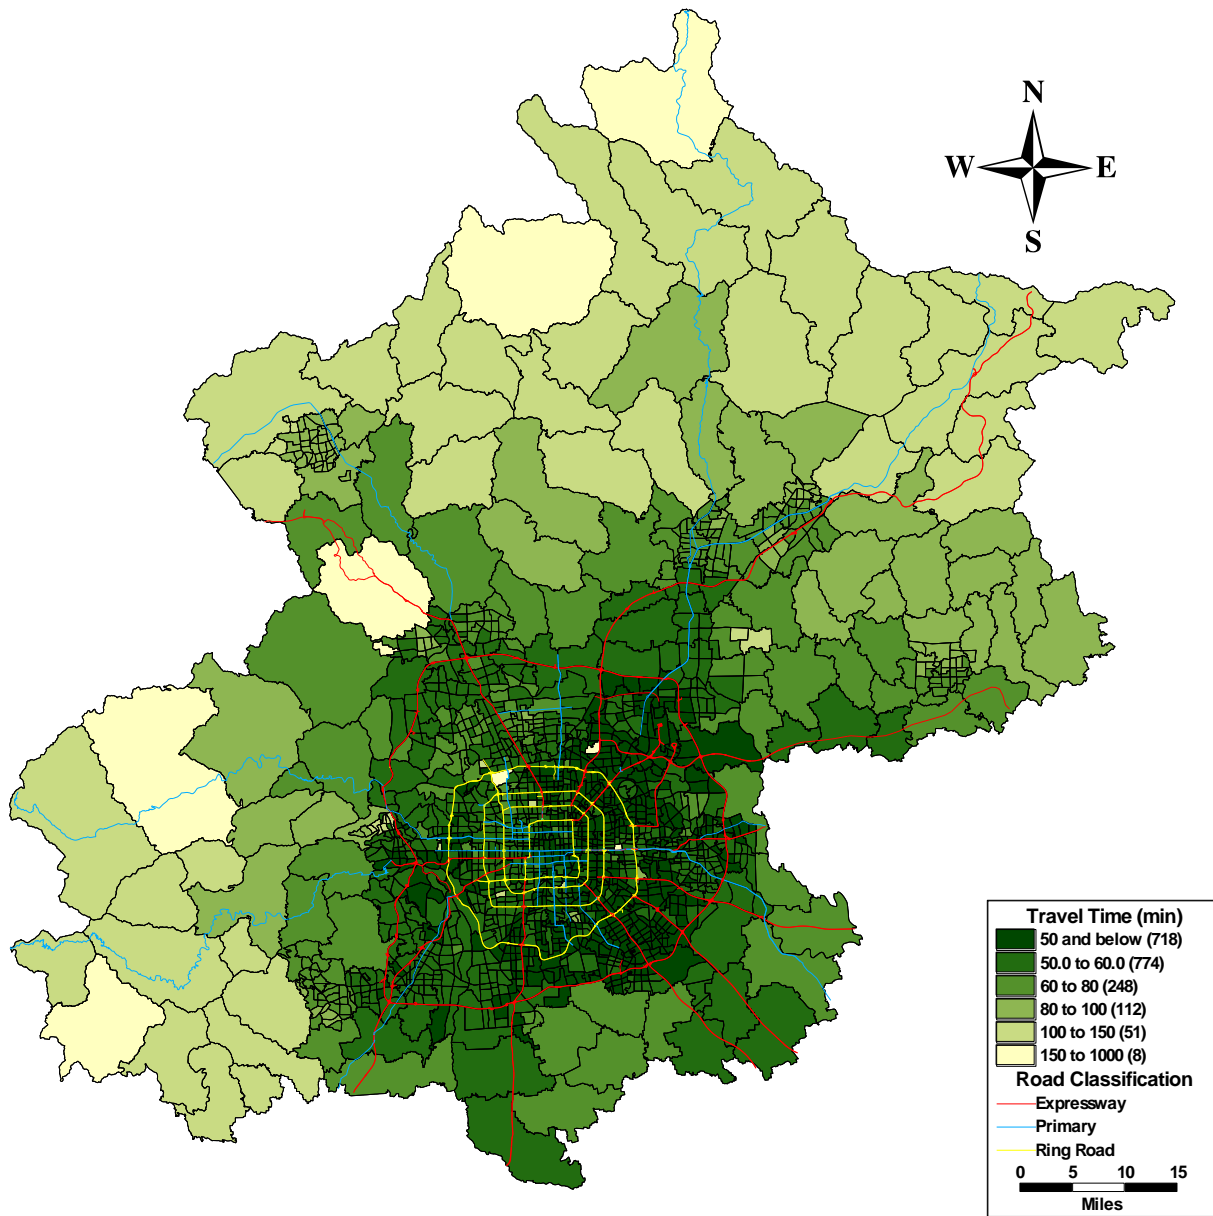 N
W E
S
Travel Time (min)
50 and below (718)
50.0 to 60.0 (774)
60 to 80 (248)
80 to 100 (112)
100 to 150 (51)
150 to 1000 (8)
Road Classification
Expressway
Primary
Ring Road
0 5 10 15
Miles